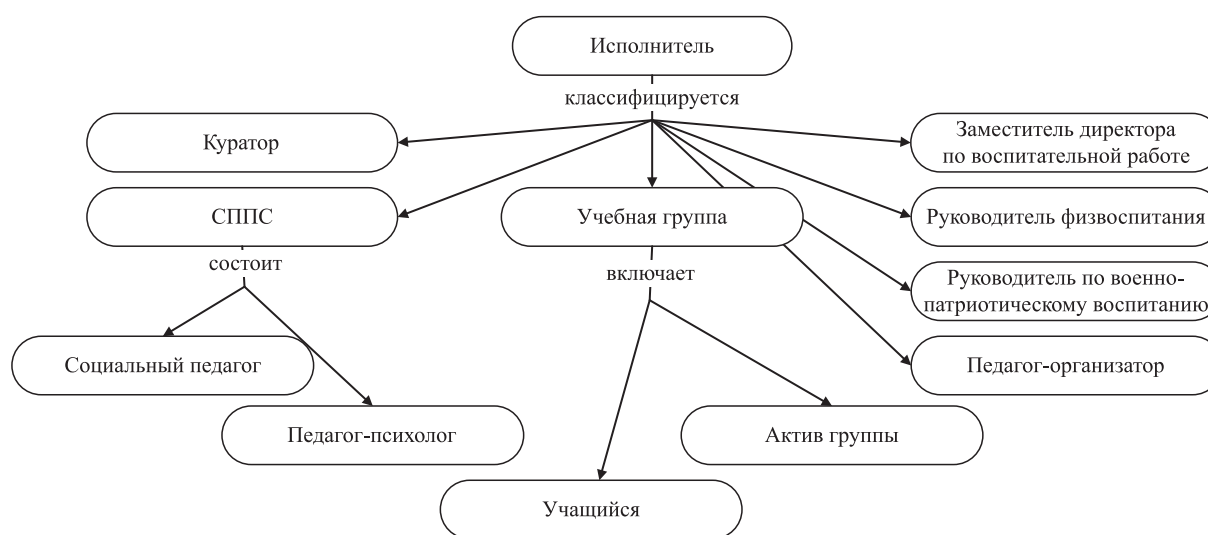 Исполнитель
классифицируется
Куратор
Заместитель директора
по воспитательной работе
СППС
Учебная группа
Руководитель физвоспитания
состоит
включает
Руководитель по военно-
патриотическому воспитанию
Социальный педагог
Педагог-организатор
Педагог-психолог
Актив группы
Учащийся